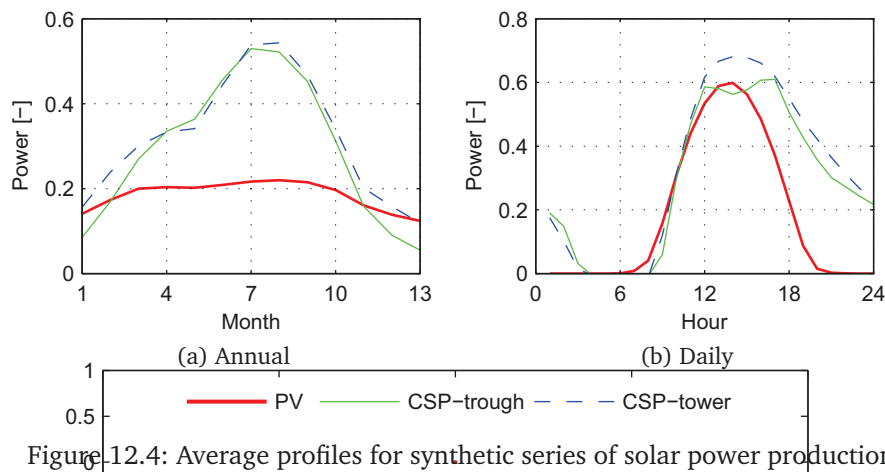 0.6
0.4
0.2
0
Power [−]
1 4 7 10 13
Month
(a) Annual
0.8
0.6
0.4
0.2
0
Power [−]
0 6 12 18 24
Hour
(b) Daily
1
0.5
0
PV CSP−trough CSP−tower
Figure 12.4: Average profiles for synthetic series of solar power production